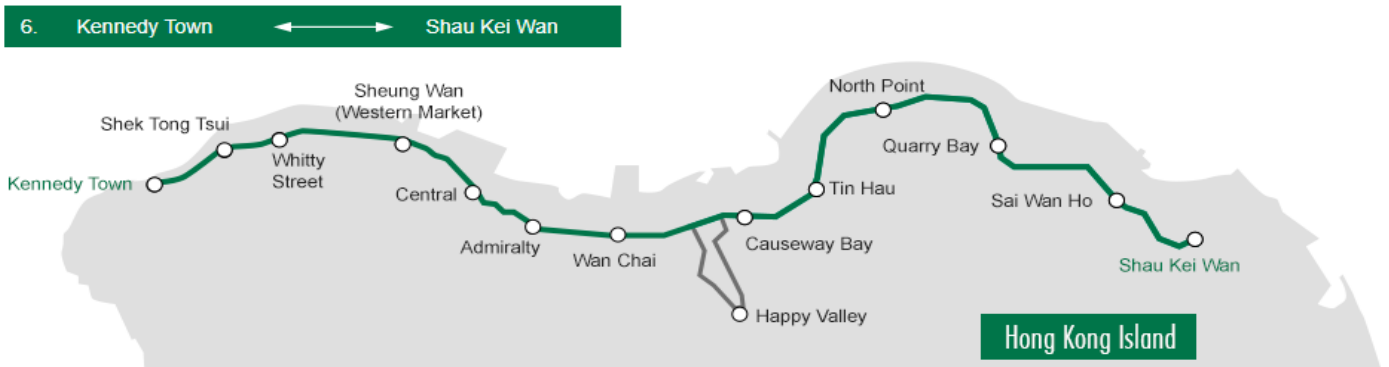 6. Kennedy Town Shau Kei Wan
Sheung Wan
(Western Market)
North Point
Shek Tong Tsui
Whitty
Street
Quarry Bay
Kennedy Town
Central
Tin Hau
Sai Wan Ho
Admiralty
Wan Chai
Causeway Bay
Shau Kei Wan
Happy Valley
Hong Kong Island